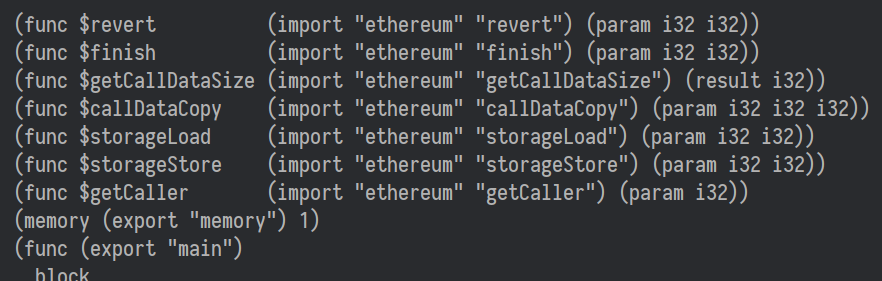 (func $revert          (import "ethereum" "revert") (param i32 i32))
(func $finish          (import "ethereum" "finish") (param i32 i32))
(func $getCallDataSize (import "ethereum" "getCallDataSize") (result i32))
(func $callDataCopy    (import "ethereum" "callDataCopy") (param i32 i32 i32))
(func $storageLoad     (import "ethereum" "storageLoad") (param i32 i32))
(func $storageStore    (import "ethereum" "storageStore") (param i32 i32))
(func $getCaller       (import "ethereum" "getCaller") (param i32))
(memory (export "memory") 1)
(func (export "main")
  block